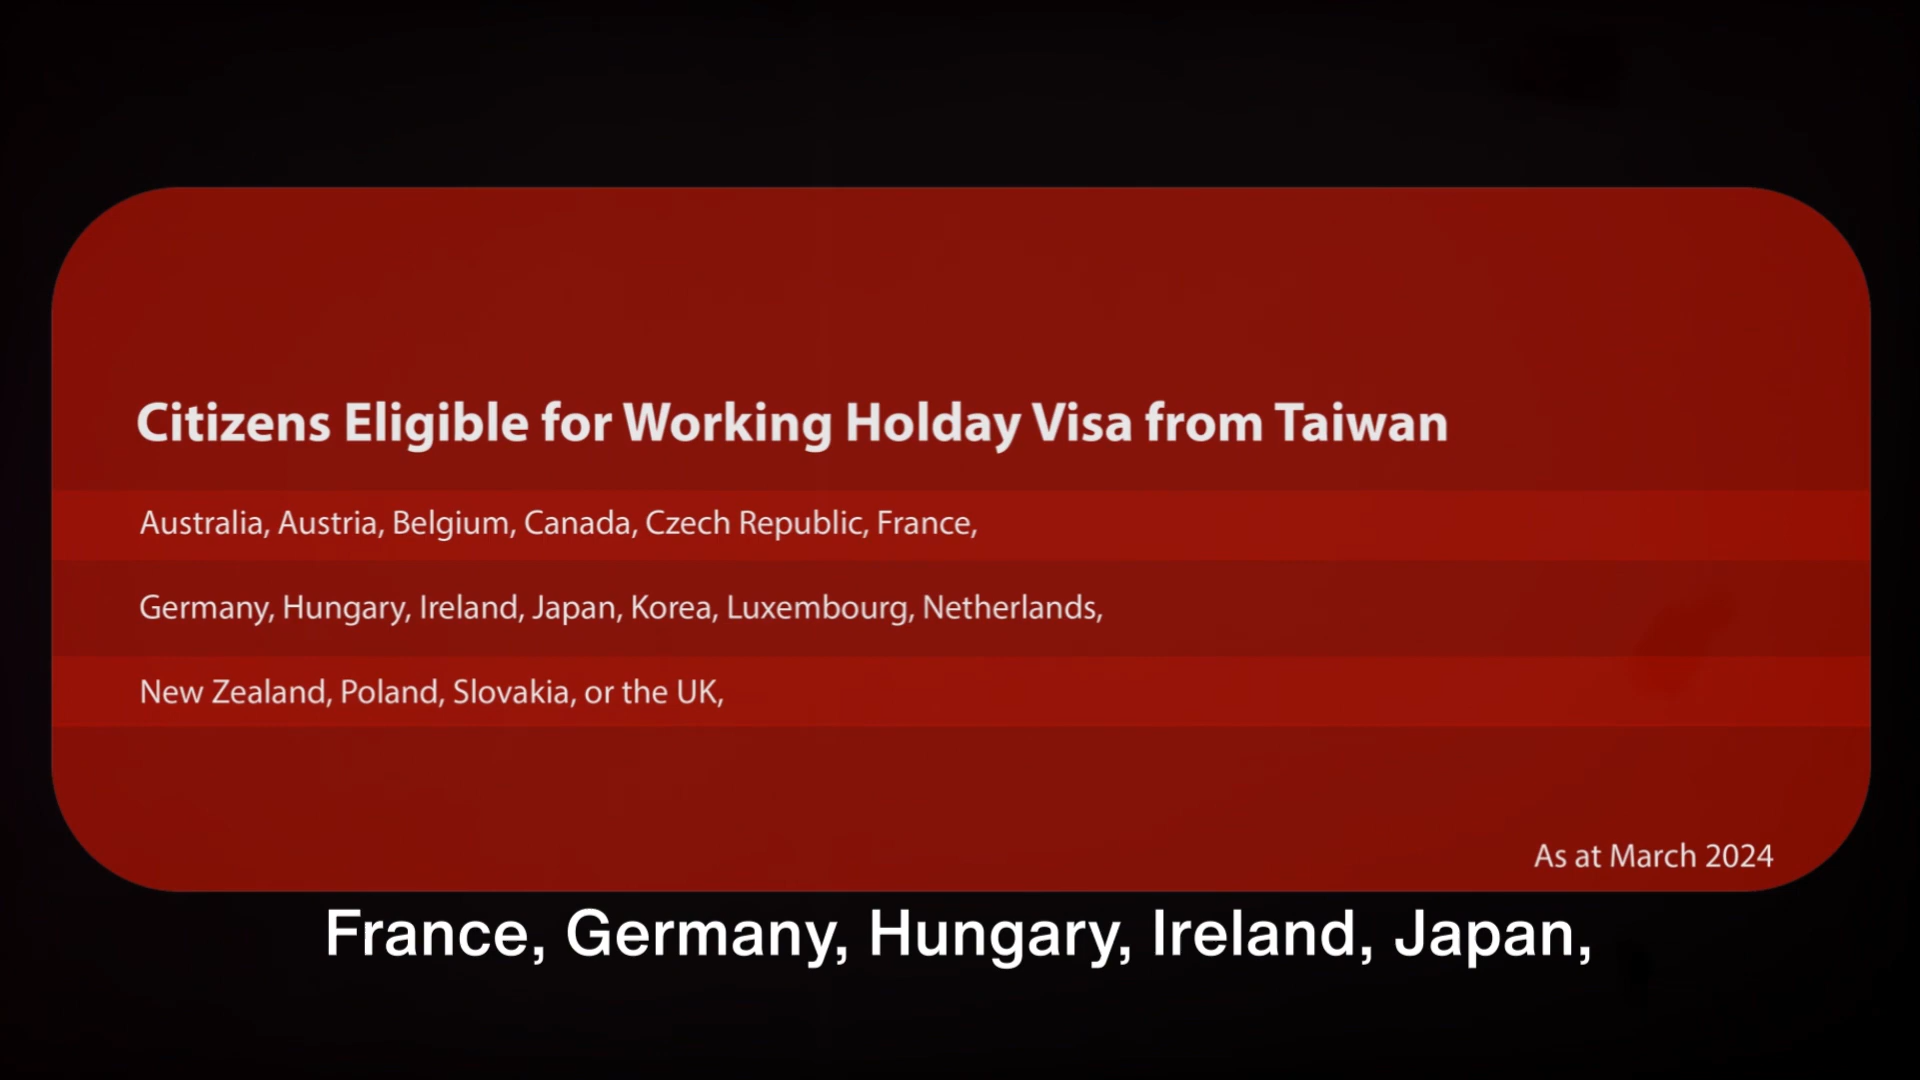 Citizens Eligible for Working Holday Visa from Taiwan
Australia, Austria, Belgium, Canada, Czech Republic, France,
Germany, Hungary, Ireland, Japan, Korea, Luxembourg, Netherlands,
New Zealand, Poland, Slovakia, or the UK,
As at March 2024
France, Germany, Hungary, Ireland, Japan,